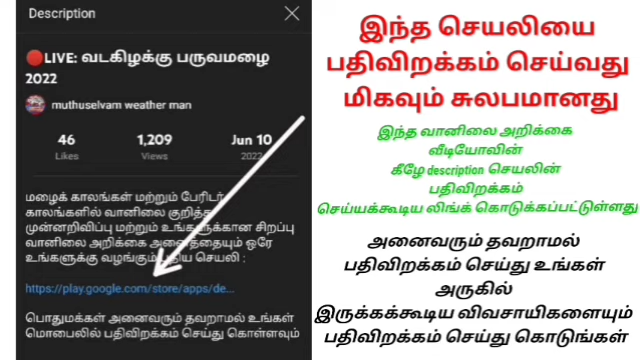 Description
🔴LIVE: வடகிழக்கு பருவமழை
2022
muthuselvam weather man
46
1,209
Jun 10
Likes
Views
2022
மழைக் காலங்கள் மற்றும் பேரிடர்
காலங்களில் வானிலை குறித்த
முன்னறிவிப்பு மற்றும் உங்களுக்கான சிறப்பு
வானிலை அறிக்கை அனைத்தையும் ஒரே
உங்களுக்கு வழங்கும் புதிய செயலி ;
https://play.google.com/store/apps/de...
பொதுமக்கள் அனைவரும் தவறாமல் உங்கள்
மொபைலில் பதிவிறக்கம் செய்து கொள்ளவும்
இந்த செயலியை
பதிவிறக்கம் செய்வது
மிகவும் சுலபமானது
இந்த வானிலை அறிக்கை
வீடியோவின்
கீழே description செயலின்
பதிவிறக்கம்
செய்யக்கூடிய லிங்க் கொடுக்கப்பட்டுள்ளது
அனைவரும் தவறாமல்
பதிவிறக்கம் செய்து உங்கள்
அருகில்
இருக்கக்கூடிய விவசாயிகளையும்
பதிவிறக்கம் செய்து கொடுங்கள்